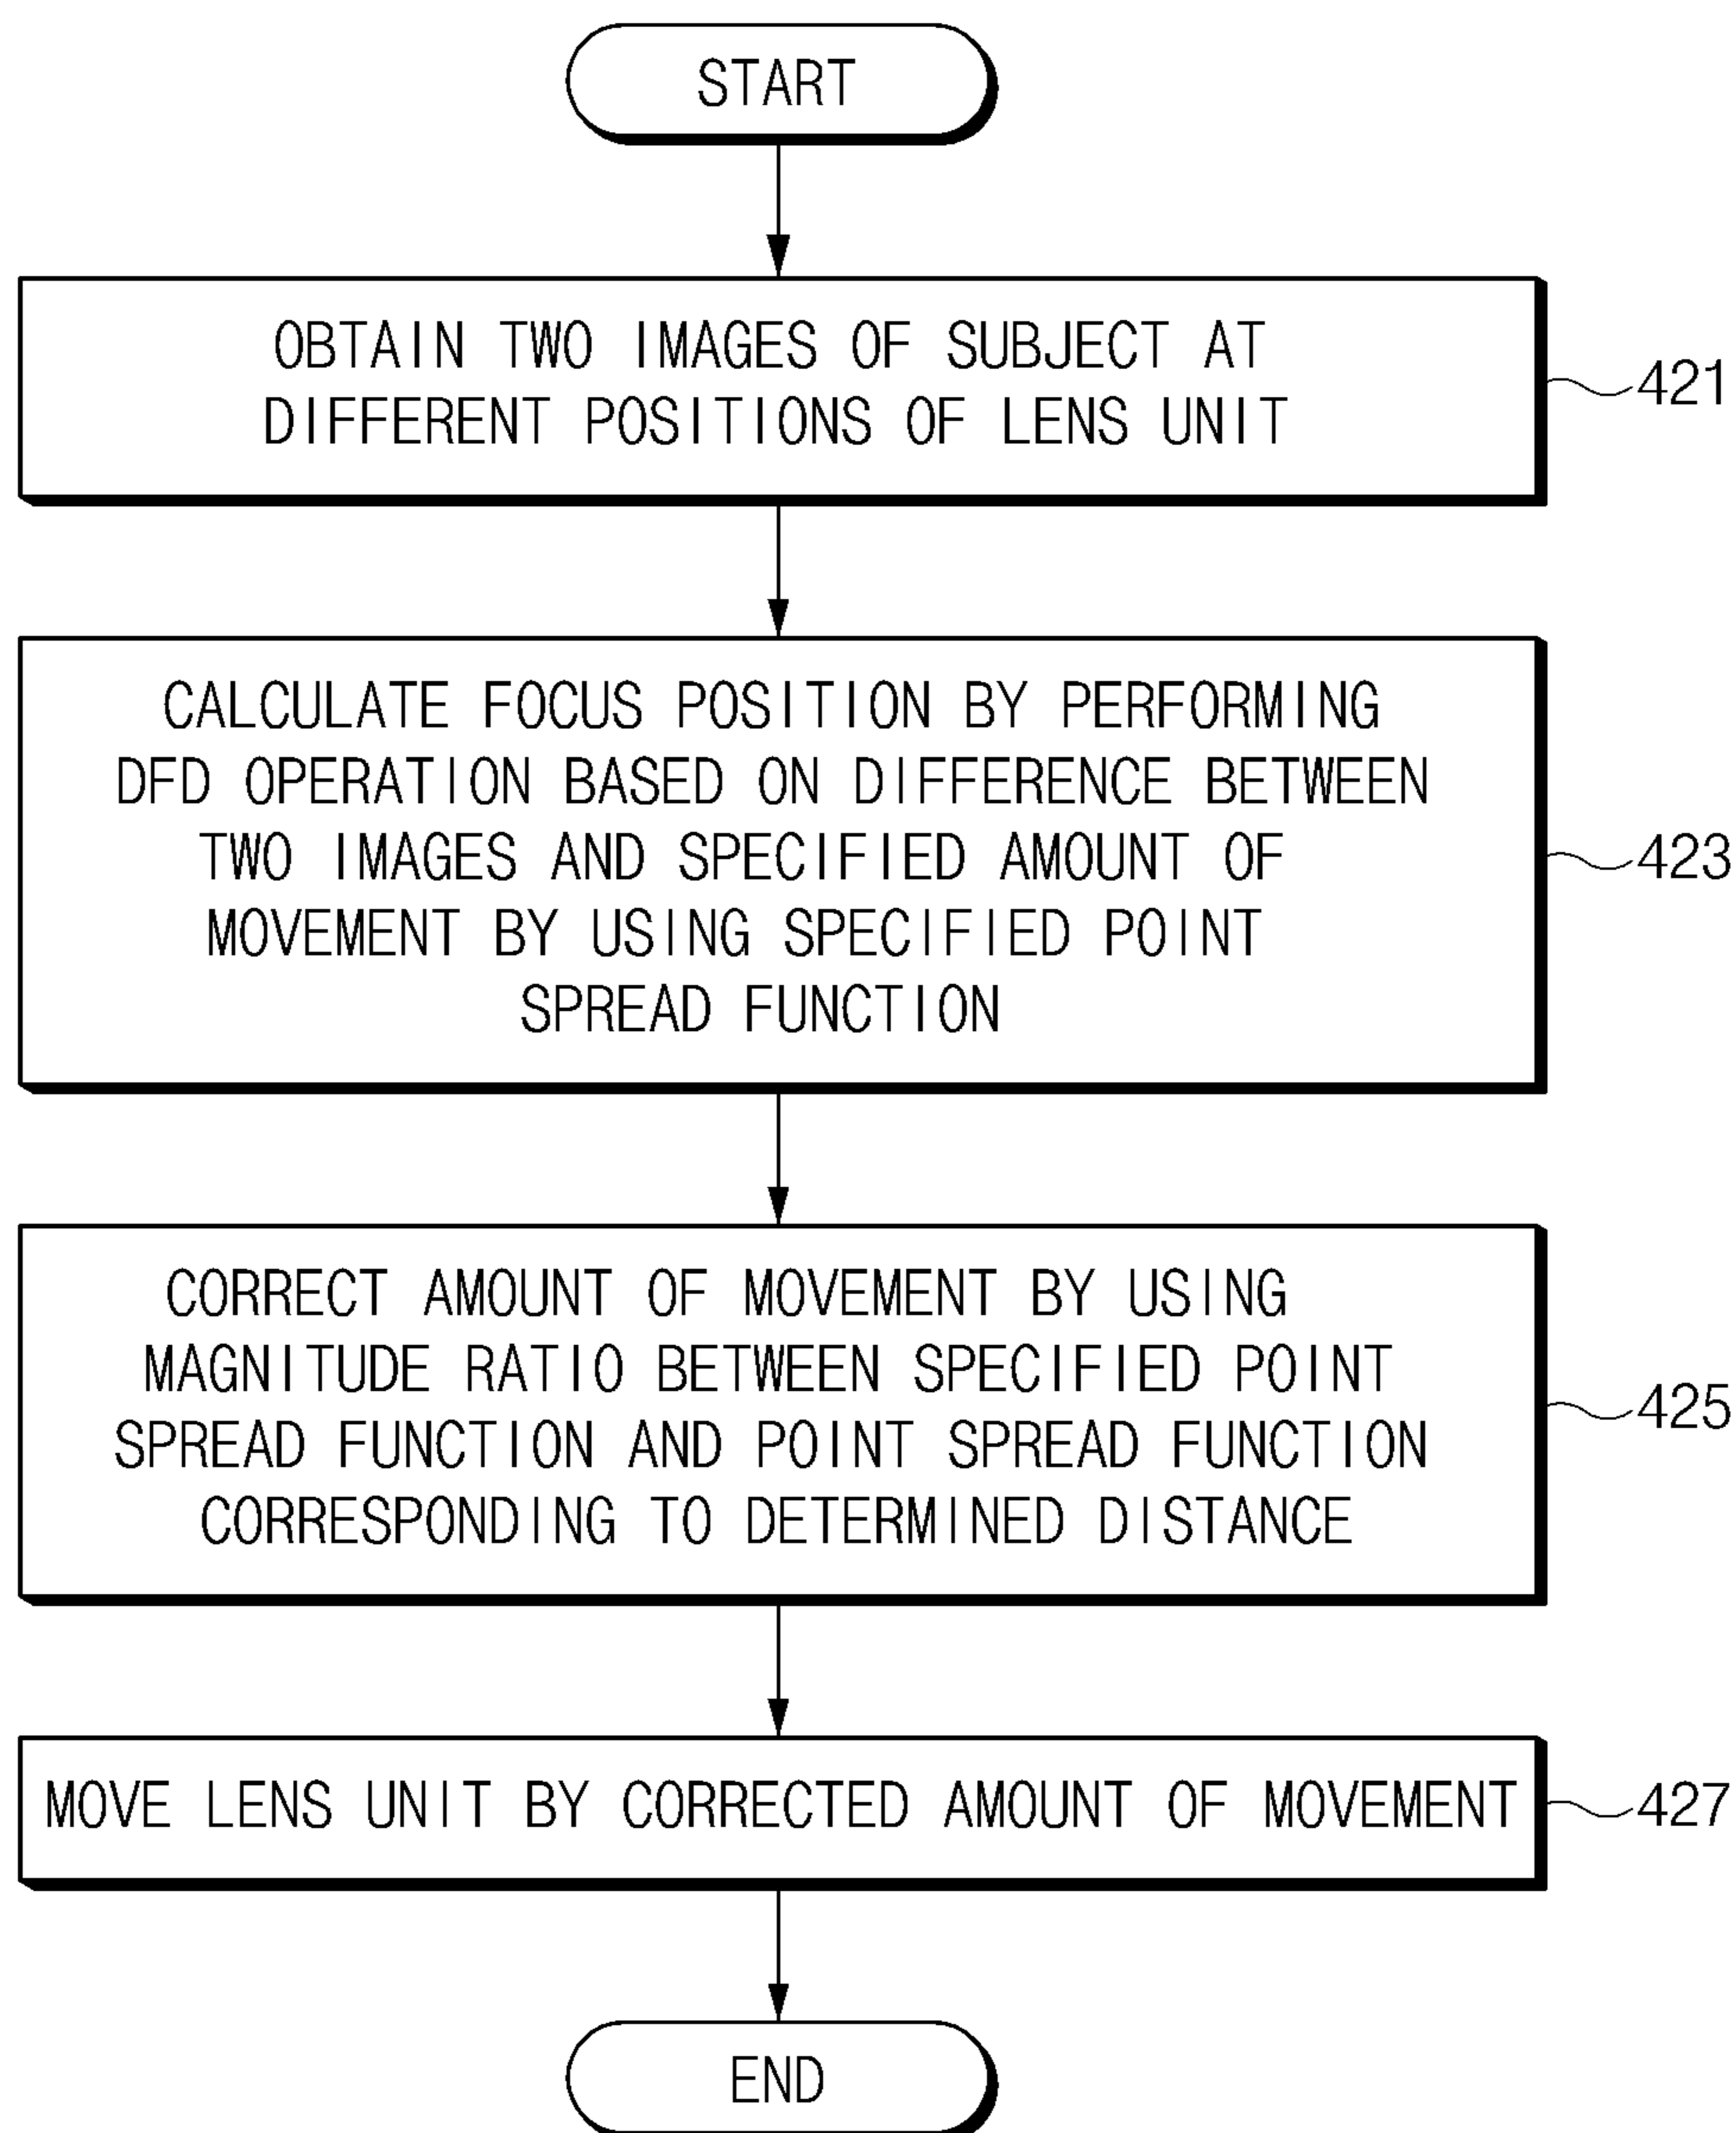 START
OBTAIN TWO IMAGES OF SUBJECT AT
DIFFERENT POSITIONS OF LENS UNIT
421
CALCULATE FOCUS POSITION BY PERFORMING
DFD OPERATION BASED ON DIFFERENCE BETWEEN
TWO IMAGES AND SPECIFIED AMOUNT OF
MOVEMENT BY USING SPECIFIED POINT
SPREAD FUNCTION
423
CORRECT AMOUNT OF MOVEMENT BY USING
MAGNITUDE RATIO BETWEEN SPECIFIED POINT
SPREAD FUNCTION AND POINT SPREAD FUNCTION
CORRESPONDING TO DETERMINED DISTANCE
425
MOVE LENS UNIT BY CORRECTED AMOUNT OF MOVEMENT
427
END